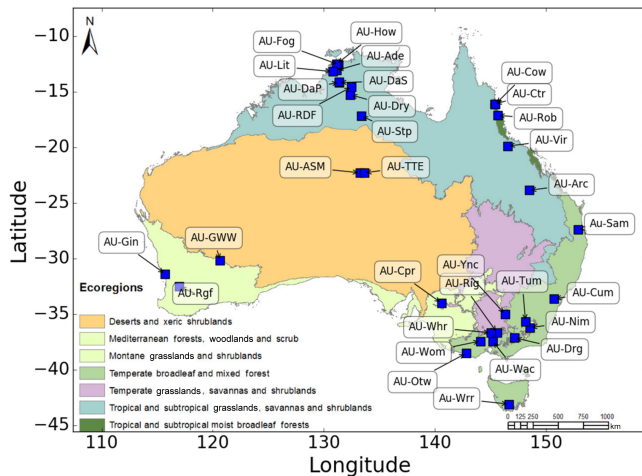 N
−10
−15
−20
−25
−30
−35
−40
−45
Latitude
AU-Fog
AU-How
AU-Lit
AU-Ade
AU-DaP
AU-DaS
AU-RDF
AU-Dry
AU-Stp
AU-Cow
AU-Ctr
AU-Rob
AU-Vir
AU-ASM
AU-TTE
AU-Arc
AU-Sam
AU-Gin
AU-GWW
AU-Rgf
AU-Cpr
AU-Ync
AU-Rig
AU-Tum
AU-Cum
AU-Whr
AU-Nim
AU-Wom
AU-Drg
AU-Otw
AU-Wac
AU-Wrr
Ecoregions
Deserts and xeric shrublands
Mediterranean forests, woodlands and scrub
Montane grasslands and shrublands
Temperate broadleaf and mixed forest
Temperate grasslands, savannas and shrublands
Tropical and subtropical grasslands, savannas and shrublands
Tropical and subtropical moist broadleaf forests
0 125 250 500 750 1000
km
110 120 130 140 150
Longitude